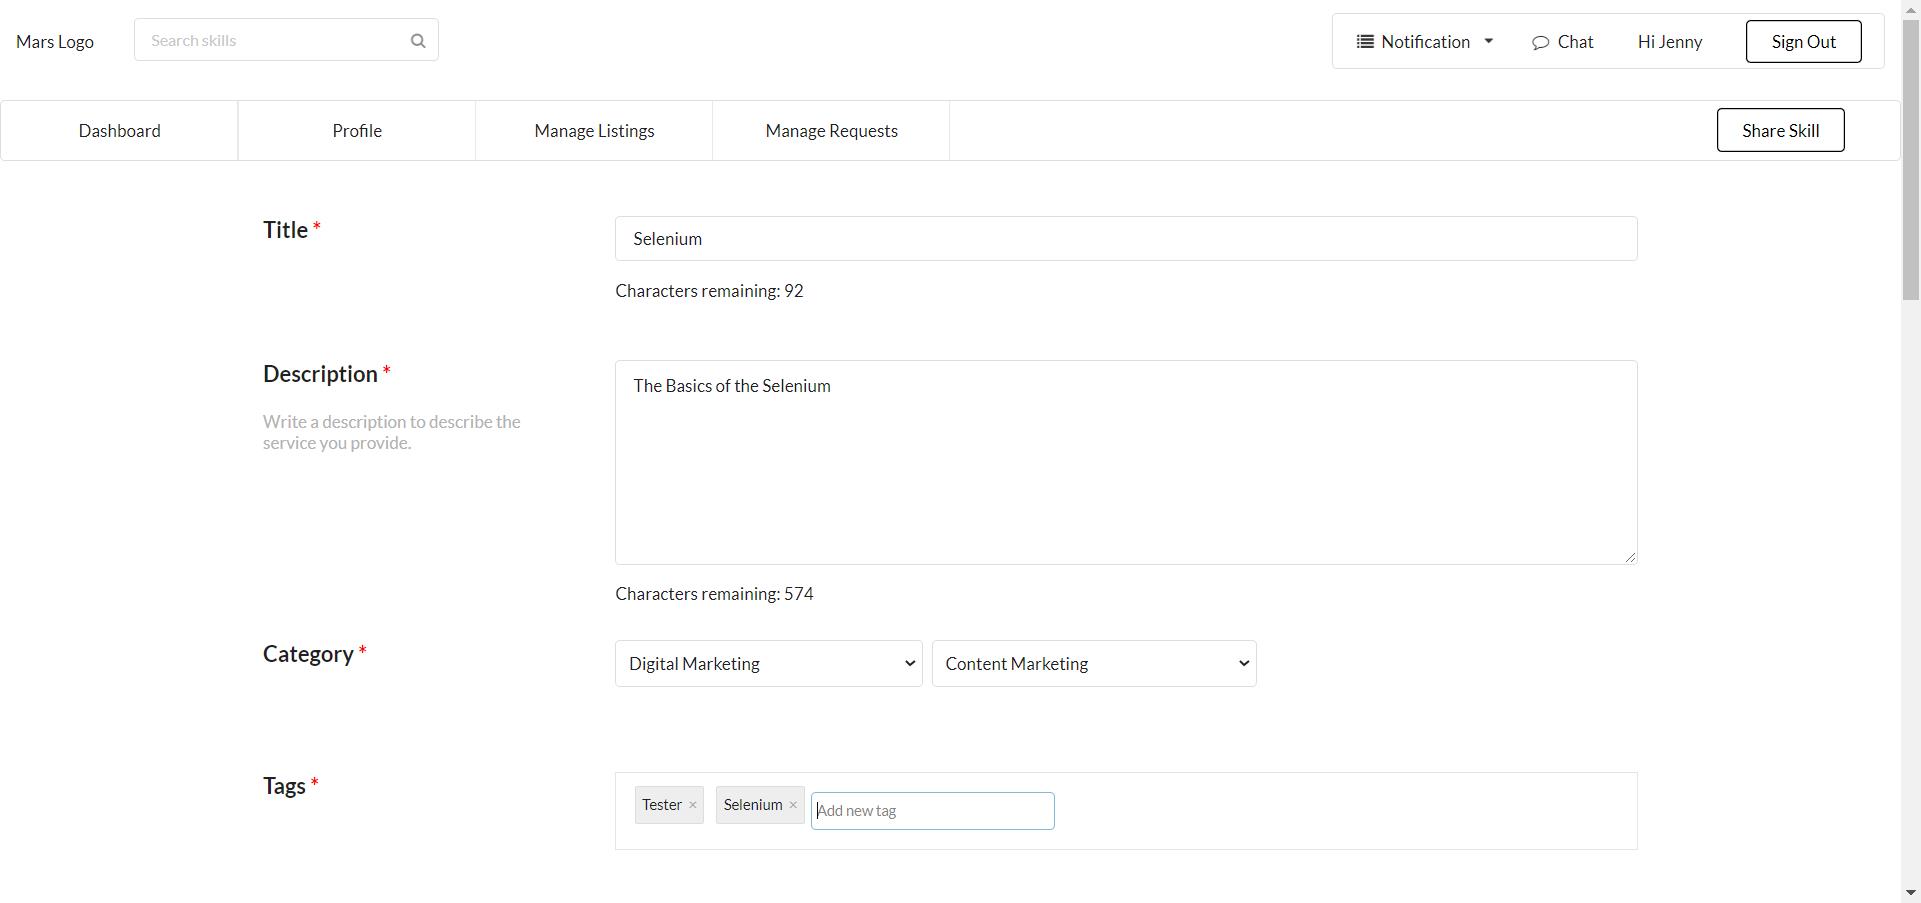 Mars Logo
Search skills
Notification
Chat
Hi Jenny
Sign Out
Dashboard
Profile
Manage Listings
Manage Requests
Share Skill
Title *
Selenium
Characters remaining: 92
Description *
Write a description to describe the
service you provide.
The Basics of the Selenium
Characters remaining: 574
Category *
Digital Marketing
Content Marketing
Tags *
Tester ×
Selenium ×
Add new tag